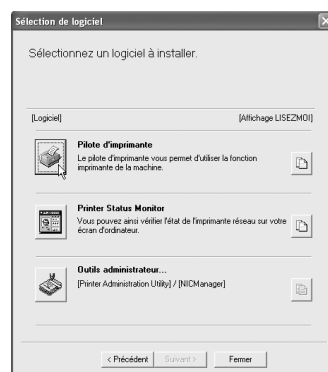 Sélection de logiciel
Sélectionnez un logiciel à installer.
[Logiciel] [Affichage LISEZMOI]
Pilote d'imprimante
Le pilote d'imprimante vous permet d'utiliser la fonction
imprimante de la machine.
Printer Status Monitor
Vous pouvez ainsi vérifier l'état de l'imprimante réseau sur votre
écran d'ordinateur.
Outils administrateur...
[Printer Administration Utility] / [NICManager]
< Précédent Suivant > Fermer